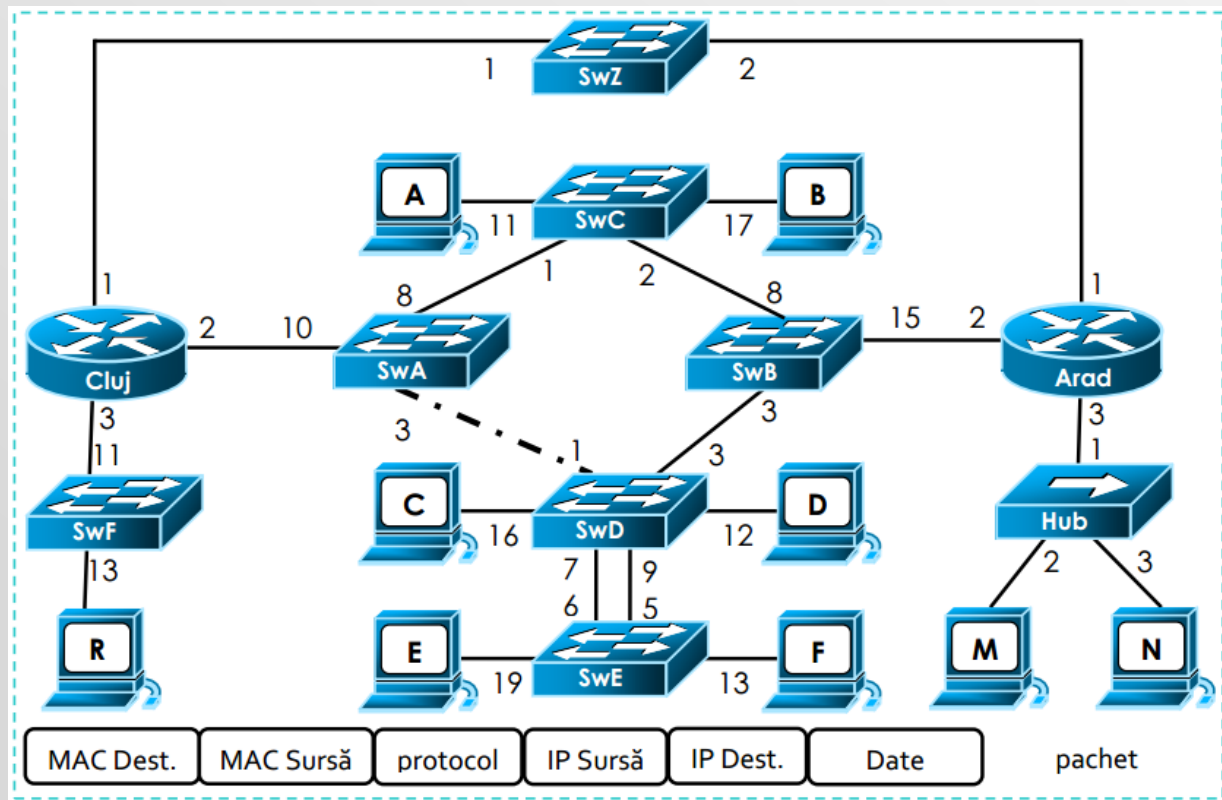 SwZ
1 2
A B
SwC
11 17
1 2
1 8 8 1
2 10 15 2
SwA SwB
Cluj Arad
3 3
3 3
11 1 3 1
C D
SwF SwD Hub
16 12
13 7 9 2 3
6 5
R E F M N
SwE
19 13
MAC Dest. MAC Sursă protocol IP Sursă IP Dest. Date pachet